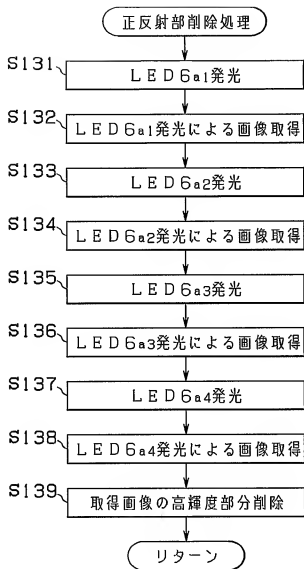 正反射部削除処理
S131
LED6a1発光
S132
LED6a1発光による画像取得
S133
LED6a2発光
S134
LED6a2発光による画像取得
S135
LED6a3発光
S136
LED6a3発光による画像取得
S137
LED6a4発光
S138
LED6a4発光による画像取得
S139
取得画像の高輝度部分削除
リターン